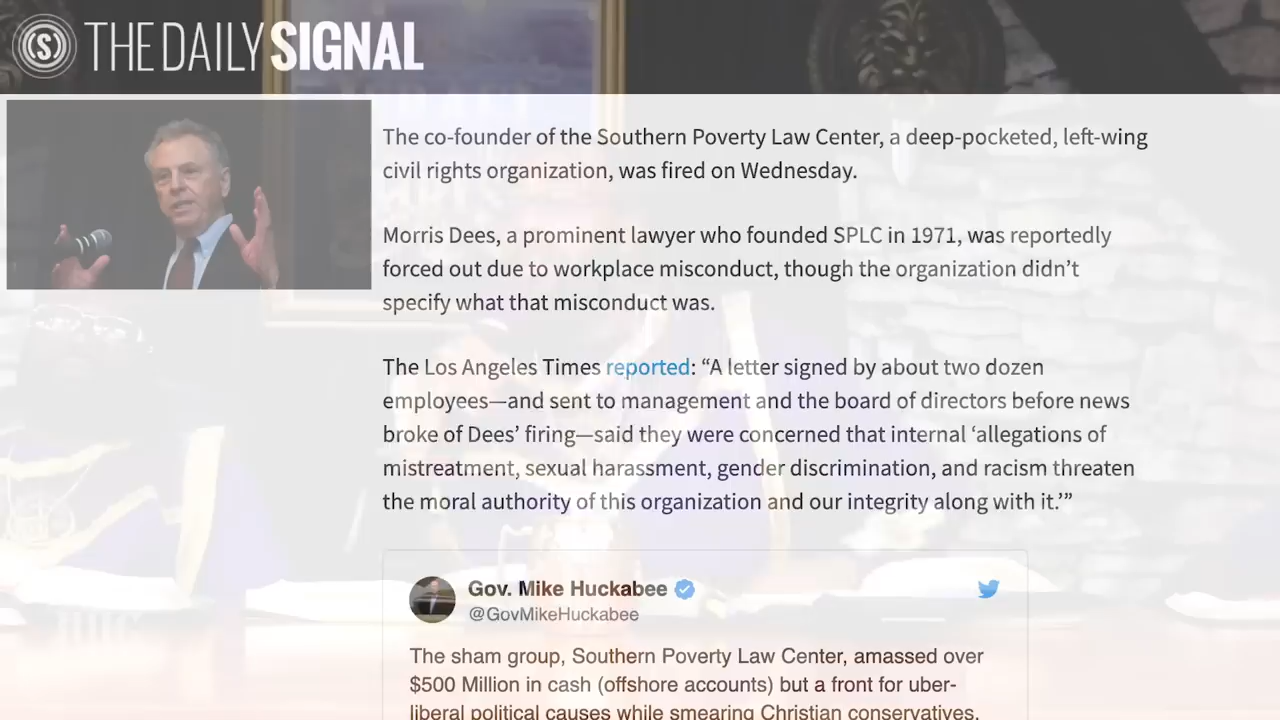 (S) THE DAILY SIGNAL
The co-founder of the Southern Poverty Law Center, a deep-pocketed, left-wing
civil rights organization, was fired on Wednesday.
Morris Dees, a prominent lawyer who founded SPLC in 1971, was reportedly
forced out due to workplace misconduct, though the organization didn’t
specify what that misconduct was.
The Los Angeles Times reported: “A letter signed by about two dozen
employees—and sent to management and the board of directors before news
broke of Dees’ firing—said they were concerned that internal ‘allegations of
mistreatment, sexual harassment, gender discrimination, and racism threaten
the moral authority of this organization and our integrity along with it.’”
Gov. Mike Huckabee
@GovMikeHuckabee
The sham group, Southern Poverty Law Center, amassed over
$500 Million in cash (offshore accounts) but a front for uber-
liberal political causes while smearing Christian conservatives.